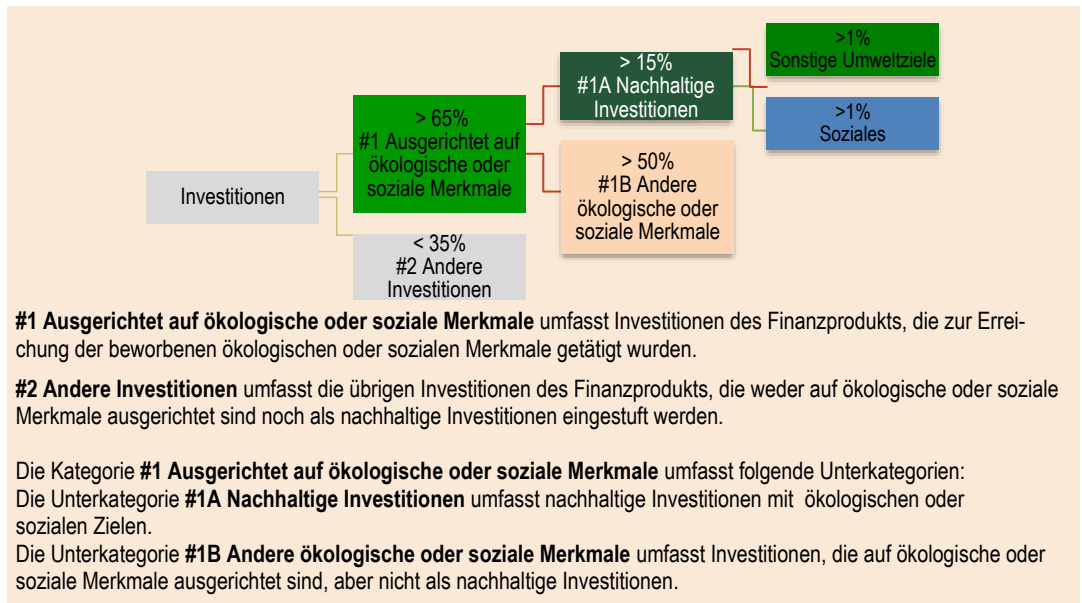 >1%
Sonstige Umweltziele
> 15%
#1A Nachhaltige
Investitionen
>1%
Soziales
> 65%
#1 Ausgerichtet auf
ökologische oder
soziale Merkmale
> 50%
#1B Andere
ökologische oder
soziale Merkmale
Investitionen
< 35%
#2 Andere
Investitionen
#1 Ausgerichtet auf ökologische oder soziale Merkmale umfasst Investitionen des Finanzprodukts, die zur Errei-
chung der beworbenen ökologischen oder sozialen Merkmale getätigt wurden.
#2 Andere Investitionen umfasst die übrigen Investitionen des Finanzprodukts, die weder auf ökologische oder soziale
Merkmale ausgerichtet sind noch als nachhaltige Investitionen eingestuft werden.
Die Kategorie #1 Ausgerichtet auf ökologische oder soziale Merkmale umfasst folgende Unterkategorien:
Die Unterkategorie #1A Nachhaltige Investitionen umfasst nachhaltige Investitionen mit ökologischen oder
sozialen Zielen.
Die Unterkategorie #1B Andere ökologische oder soziale Merkmale umfasst Investitionen, die auf ökologische oder
soziale Merkmale ausgerichtet sind, aber nicht als nachhaltige Investitionen.